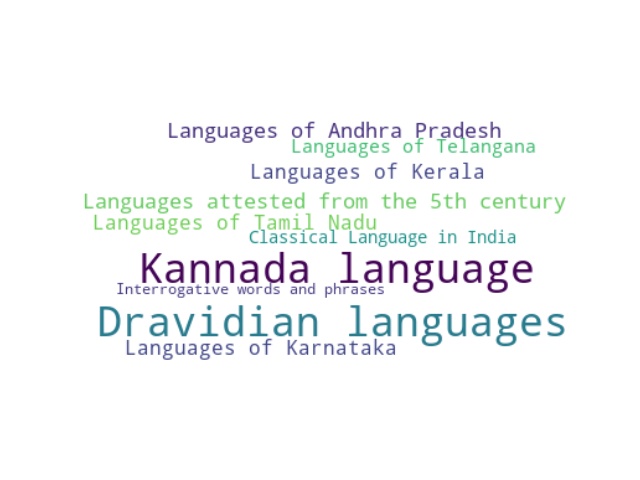 Languages of Andhra Pradesh
Languages of Telangana
Languages of Kerala
Languages attested from the 5th century
Languages of Tamil Nadu
Classical Language in India
Kannada language
Interrogative words and phrases
Dravidian languages
Languages of Karnataka